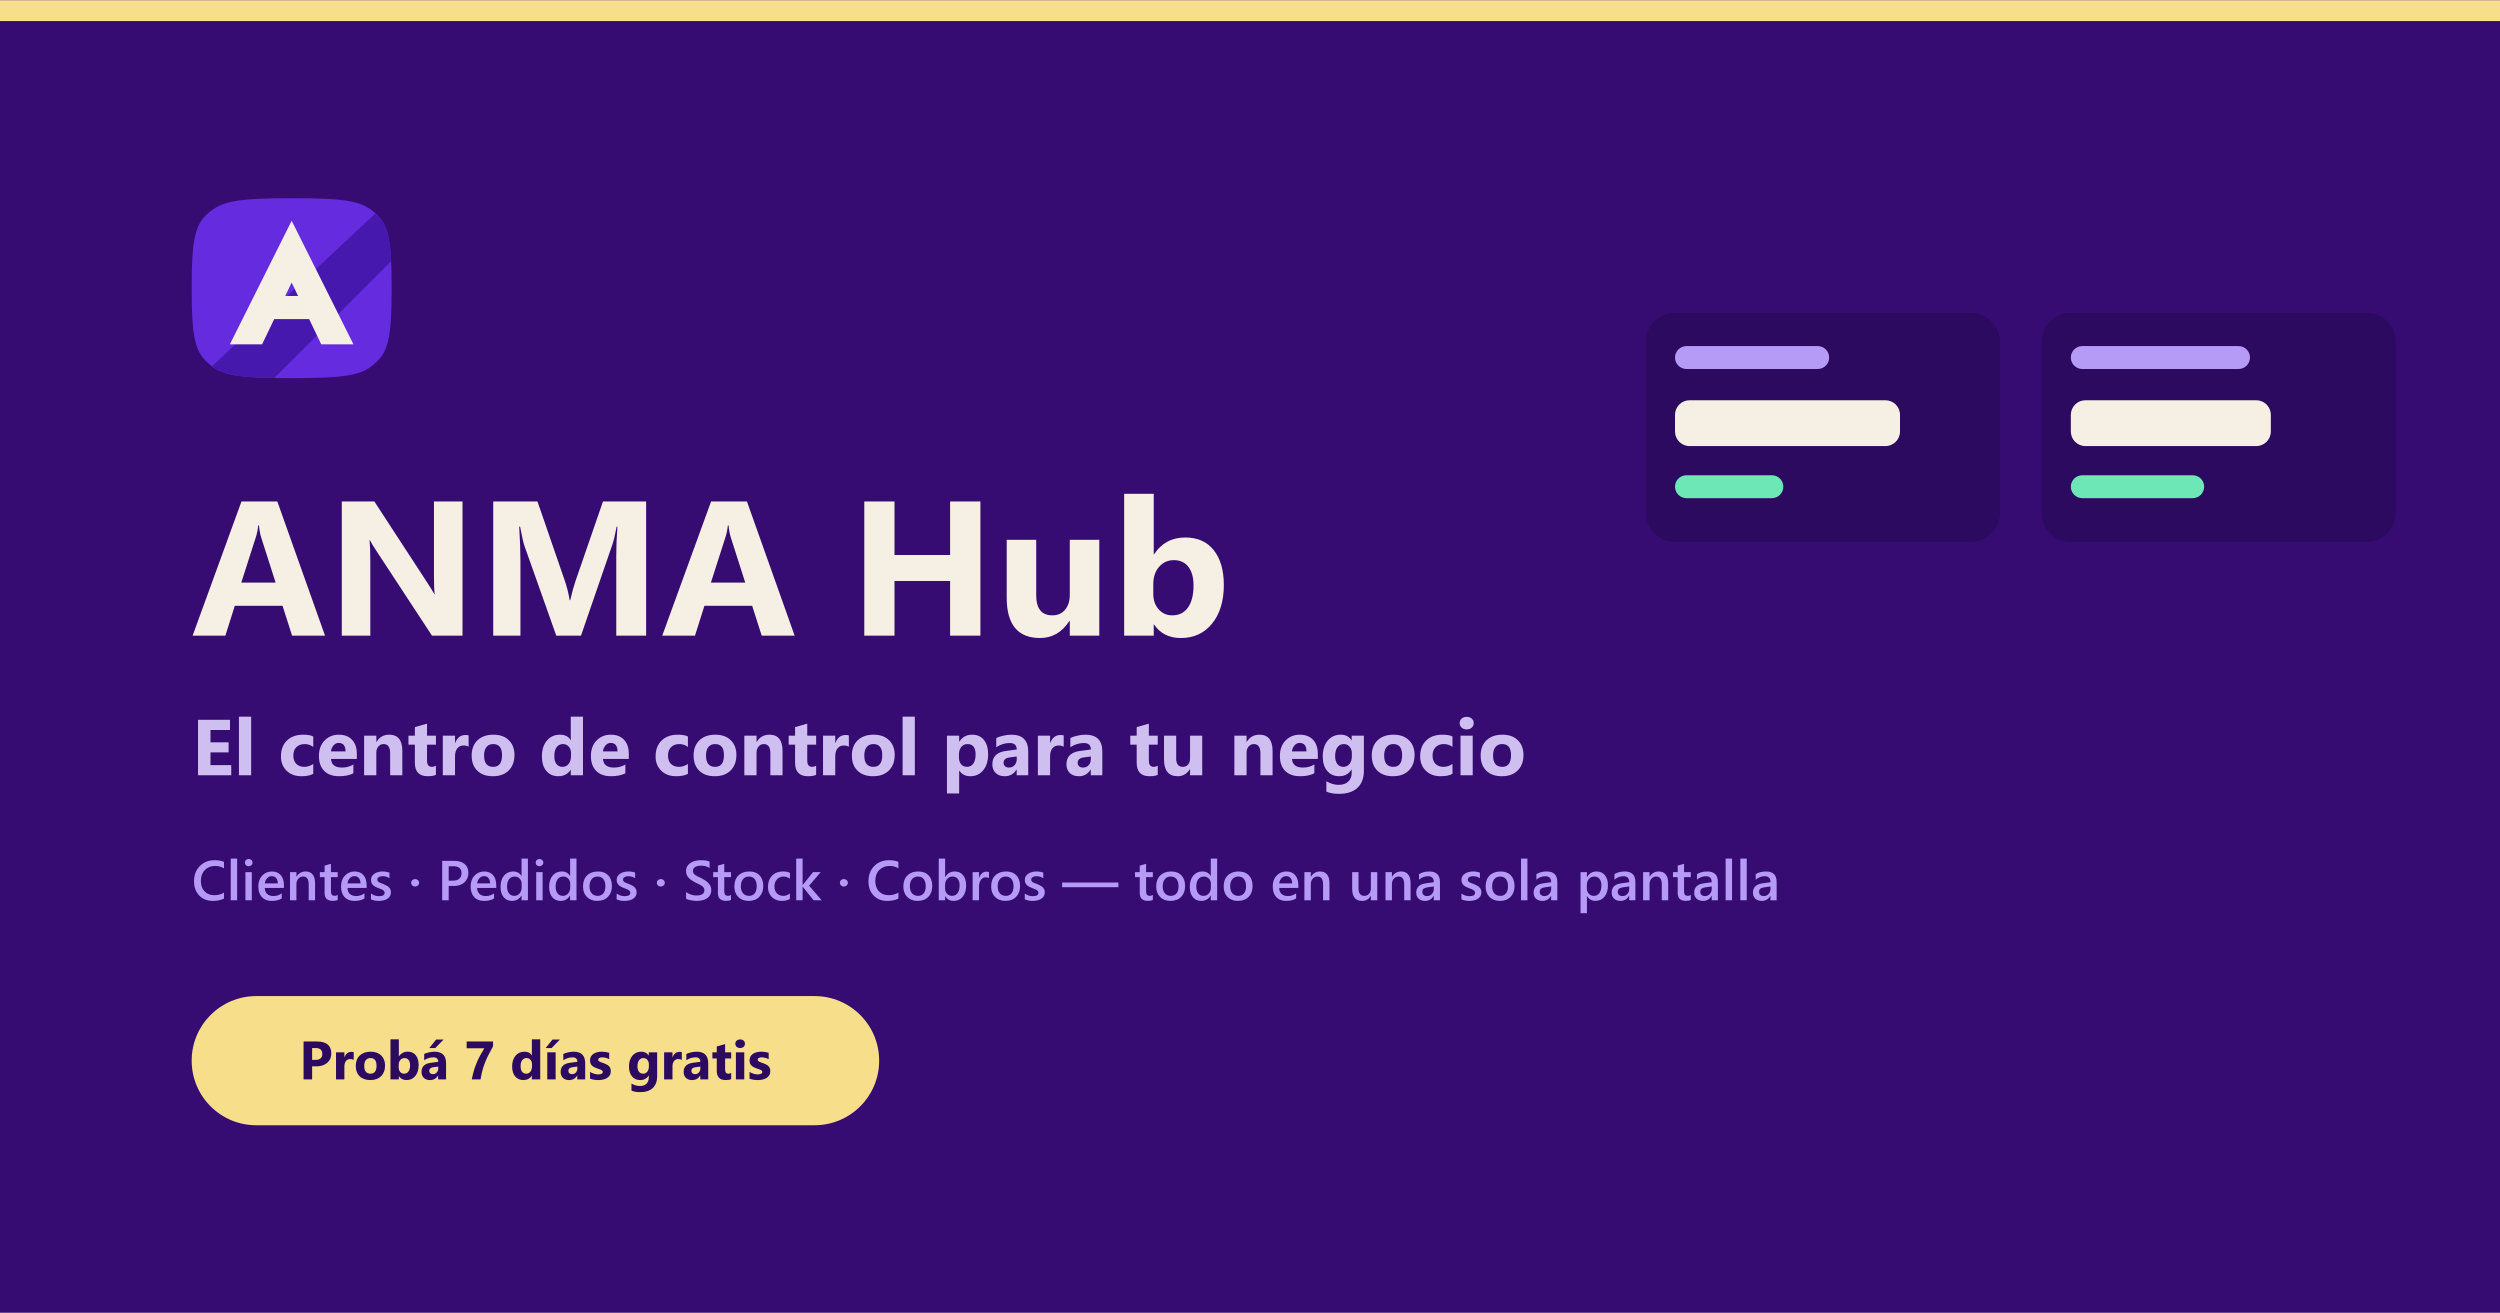 A
ANMA Hub
El centro de control para tu negocio
Clientes · Pedidos · Stock · Cobros — todo en una sola pantalla
Probá 7 días gratis